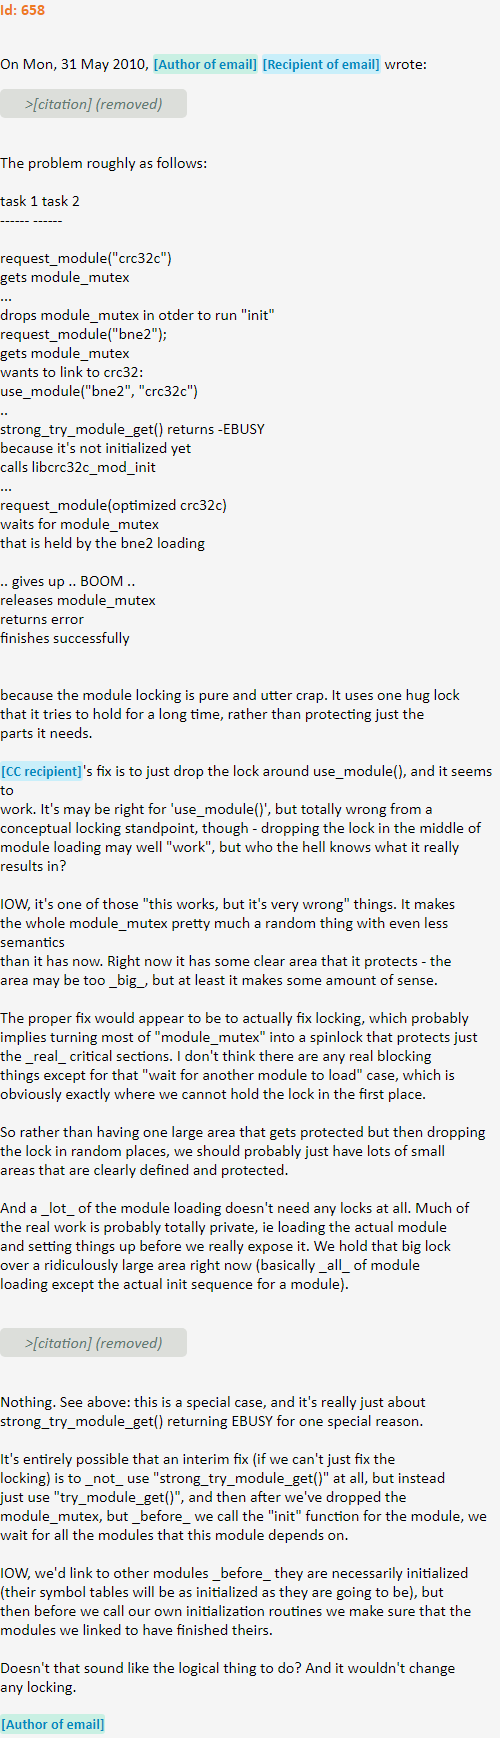 Id: 658
On Mon, 31 May 2010, [Author of email] [Recipient of email] wrote:
>[citation] (removed)
The problem roughly as follows:
task 1 task 2
------ ------
request_module("crc32c")
gets module_mutex
...
drops module_mutex in otder to run "init"
request_module("bne2");
gets module_mutex
wants to link to crc32:
use_module("bne2", "crc32c")
..
strong_try_module_get() returns -EBUSY
because it's not initialized yet
calls libcrc32c_mod_init
...
request_module(optimized crc32c)
waits for module_mutex
that is held by the bne2 loading
.. gives up .. BOOM ..
releases module_mutex
returns error
finishes successfully
because the module locking is pure and utter crap. It uses one hug lock
that it tries to hold for a long time, rather than protecting just the
parts it needs.
[CC recipient]'s fix is to just drop the lock around use_module(), and it seems
to
work. It's may be right for 'use_module()', but totally wrong from a
conceptual locking standpoint, though - dropping the lock in the middle of
module loading may well "work", but who the hell knows what it really
results in?
IOW, it's one of those "this works, but it's very wrong" things. It makes
the whole module_mutex pretty much a random thing with even less
semantics
than it has now. Right now it has some clear area that it protects - the
area may be too _big_, but at least it makes some amount of sense.
The proper fix would appear to be to actually fix locking, which probably
implies turning most of "module_mutex" into a spinlock that protects just
the _real_ critical sections. I don't think there are any real blocking
things except for that "wait for another module to load" case, which is
obviously exactly where we cannot hold the lock in the first place.
So rather than having one large area that gets protected but then dropping
the lock in random places, we should probably just have lots of small
areas that are clearly defined and protected.
And a _lot_ of the module loading doesn't need any locks at all. Much of
the real work is probably totally private, ie loading the actual module
and setting things up before we really expose it. We hold that big lock
over a ridiculously large area right now (basically _all_ of module
loading except the actual init sequence for a module).
>[citation] (removed)
Nothing. See above: this is a special case, and it's really just about
strong_try_module_get() returning EBUSY for one special reason.
It's entirely possible that an interim fix (if we can't just fix the
locking) is to _not_ use "strong_try_module_get()" at all, but instead
just use "try_module_get()", and then after we've dropped the
module_mutex, but _before_ we call the "init" function for the module, we
wait for all the modules that this module depends on.
IOW, we'd link to other modules _before_ they are necessarily initialized
(their symbol tables will be as initialized as they are going to be), but
then before we call our own initialization routines we make sure that the
modules we linked to have finished theirs.
Doesn't that sound like the logical thing to do? And it wouldn't change
any locking.
[Author of email]